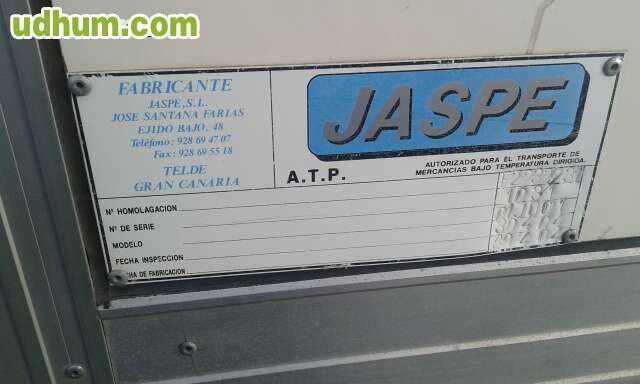 udhum.com
FABRICANTE
JASPE, S.L.
JOSE SANTANA FARIAS
EJIDO BAJO, 48
Teléfono: 928 69 47 07
Fax: 928 69 55 18
TELDE
GRAN CANARIA
JASPE
A.T.P.
AUTORIZADO PARA EL TRANSPORTE DE
MERCANCIAS BAJO TEMPERATURA DIRIGIDA.
Nº HOMOLAGACION
Nº DE SERIE
MODELO
FECHA INSPECCION
FECHA DE FABRICACION